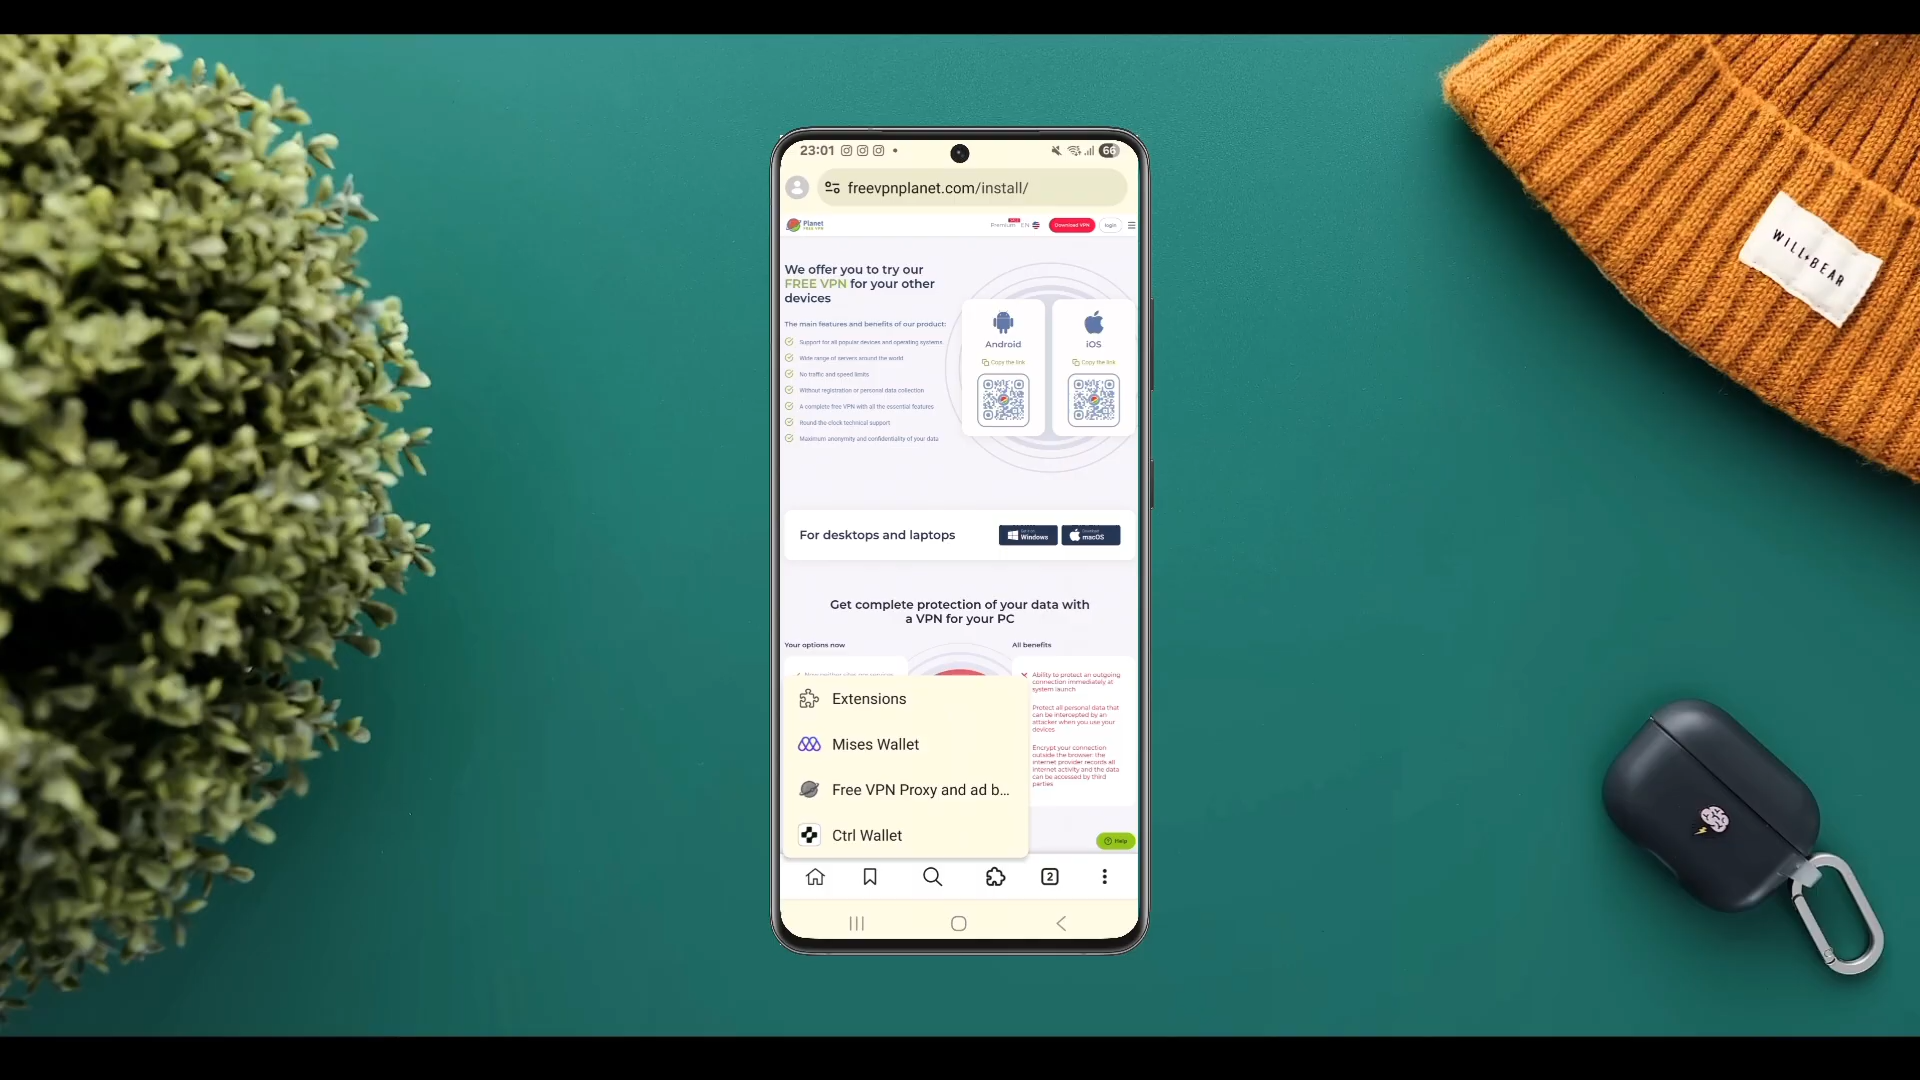 23:01
66
freevpnplanet.com/install/
Planet
FREE VPN
Premium
EN
Download VPN
login
We offer you to try our
FREE VPN for your other
devices
The main features and benefits of our product:
Support for all popular devices and operating systems
Wide range of servers around the world
No traffic and speed limits
Without registration or personal data collection
A complete free VPN with all the essential features
Round the clock technical support
Maximum anonymity and confidentiality of your data
Android
Copy the link
iOS
Copy the link
For desktops and laptops
Windows
macOS
Get complete protection of your data with
a VPN for your PC
Your options now
All benefits
Ability to protect an outgoing
connection immediately at
system launch
Protect all personal data that
can be intercepted by an
attacker when you use your
devices
Encrypt your connection
outside the browser: the
internet provider records all
internet activity and the data
can be accessed by third
parties
Extensions
Mises Wallet
Free VPN Proxy and ad b...
Ctrl Wallet
Help
2
WILL+BEAR